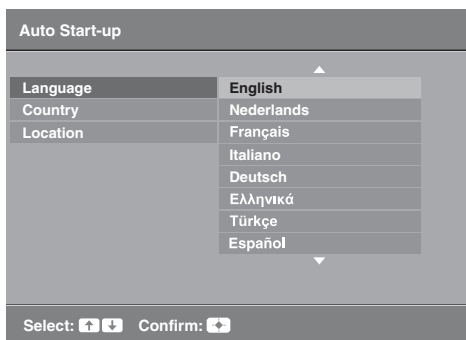 Auto Start-up
Language
Country
Location
English
Nederlands
Français
Italiano
Deutsch
Ελληνικά
Türkçe
Español
Select: Confirm: